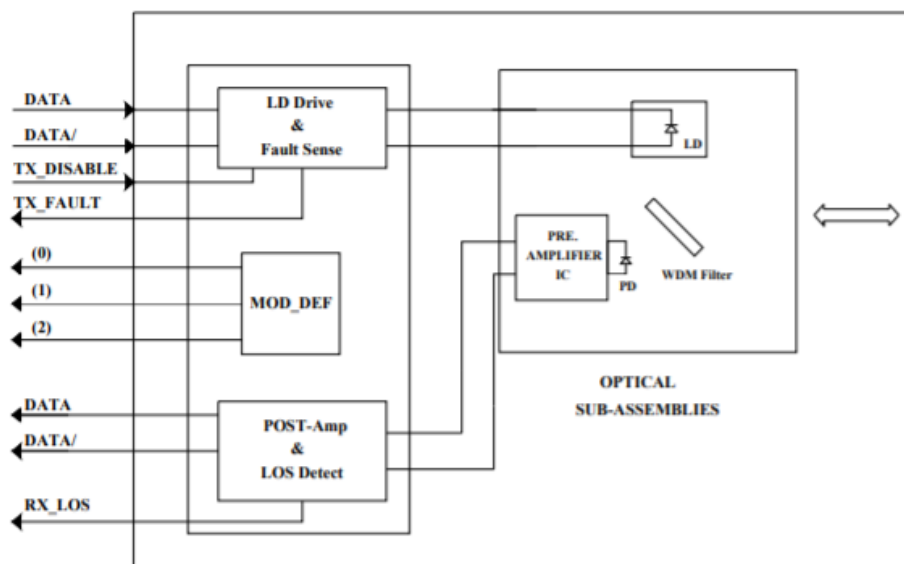 DATA
DATA/
TX_DISABLE
TX_FAULT
(0)
(1)
(2)
DATA
DATA/
RX_LOS
LD Drive
&
Fault Sense
MOD_DEF
POST-Amp
&
LOS Detect
LD
PRE.
AMPLIFIER
IC
PD
WDM Filter
OPTICAL
SUB-ASSEMBLIES